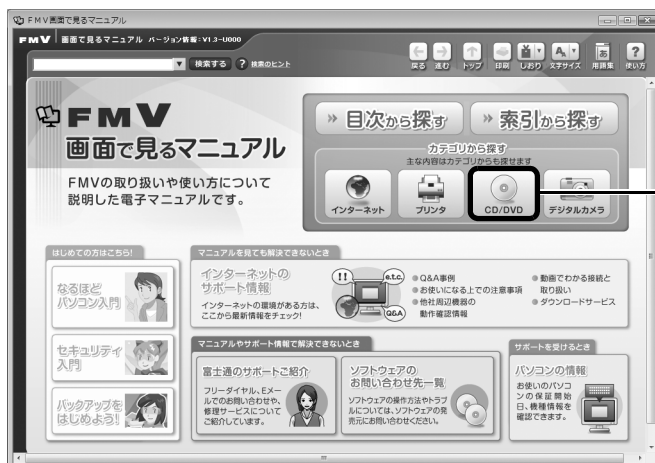 FMV画面で見るマニュアル
FMV 画面で見るマニュアル バージョン情報：V1.3-U000
検索する ? 検索のヒント
戻る 進む トップ 印刷 しおり 文字サイズ 用語集 使い方
FMV
画面で見るマニュアル
FMVの取り扱いや使い方について
説明した電子マニュアルです。
目次から探す
索引から探す
カテゴリから探す
主な内容はカテゴリからも探せます
インターネット
プリンタ
CD/DVD
デジタルカメラ
はじめての方はこちら!
なるほど
パソコン入門
セキュリティ
入門
バックアップを
はじめよう!
マニュアルを見ても解決できないとき
インターネットの
サポート情報
インターネットの環境がある方は、
ここから最新情報をチェック!
!!
e.t.c.
Q&A
Q&A事例
お使いになる上での注意事項
他社周辺機器の
動作確認情報
動画でわかる接続と
取り扱い
ダウンロードサービス
マニュアルやサポート情報で解決できないとき
富士通のサポートご紹介
フリーダイヤル、Eメー
ルでのお問い合わせや、
修理サービスについて
ご紹介しています。
ソフトウェアの
お問い合わせ先一覧
ソフトウェアの操作方法やトラブ
ルについては、ソフトウェアの発
売元にお問い合わせください。
サポートを受けるとき
パソコンの情報
お使いのパソコ
ンの保証開始
日、機種情報を
確認できます。